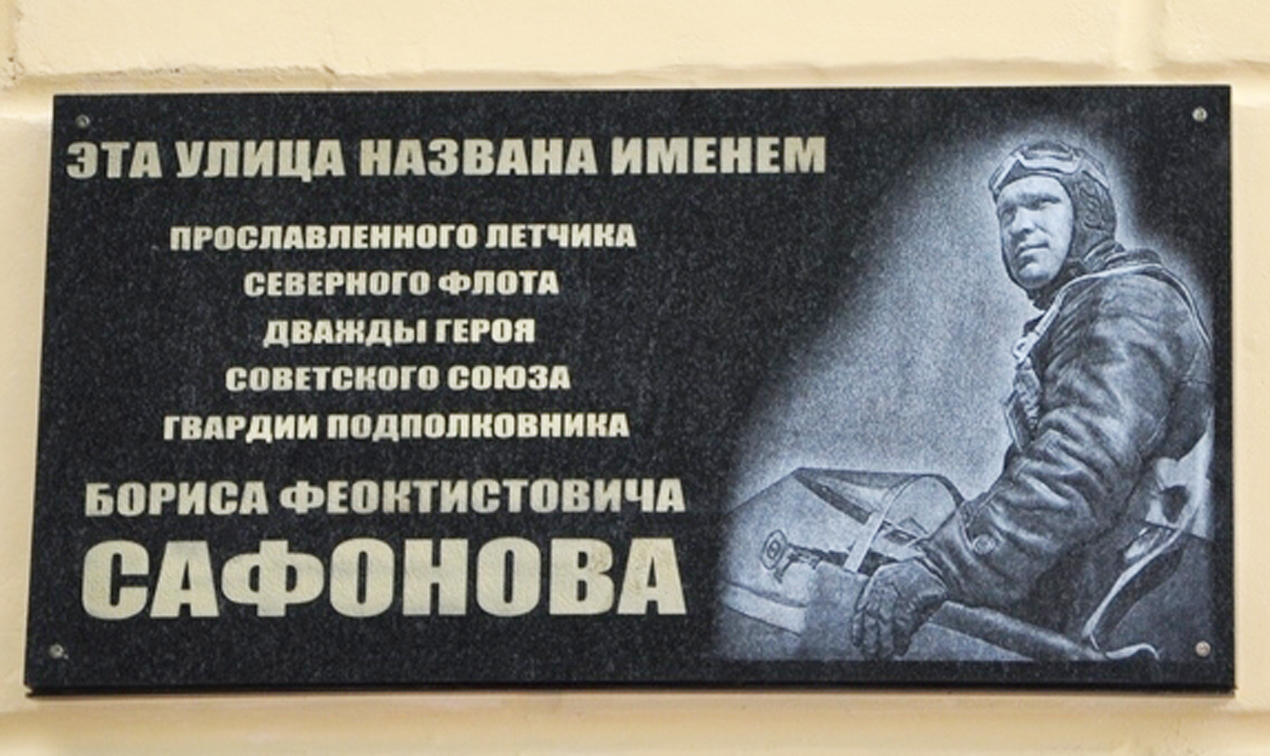 ЭТА УЛИЦА НАЗВАНА ИМЕНЕМ
ПРОСЛАВЛЕННОГО ЛЕТЧИКА
СЕВЕРНОГО ФЛОТА
ДВАЖДЫ ГЕРОЯ
СОВЕТСКОГО СОЮЗА
ГВАРДИИ ПОДПОЛКОВНИКА
БОРИСА ФЕОКТИСТОВИЧА
САФОНОВА